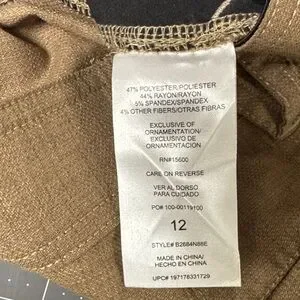 47% POLYESTER/POLIESTER
44% RAYON/RAYON
5% SPANDEX/SPANDEX
4% OTHER FIBERS/OTRAS FIBRAS
EXCLUSIVE OF
ORNAMENTATION/
EXCLUSIVO DE
ORNAMENTACION
RN#15600
CARE ON REVERSE
VER AL DORSO
PARA CUIDADO
PO# 100-00119100
12
STYLE# B2884N88E
MADE IN CHINA/
HECHO EN CHINA
UPC# 197178331729